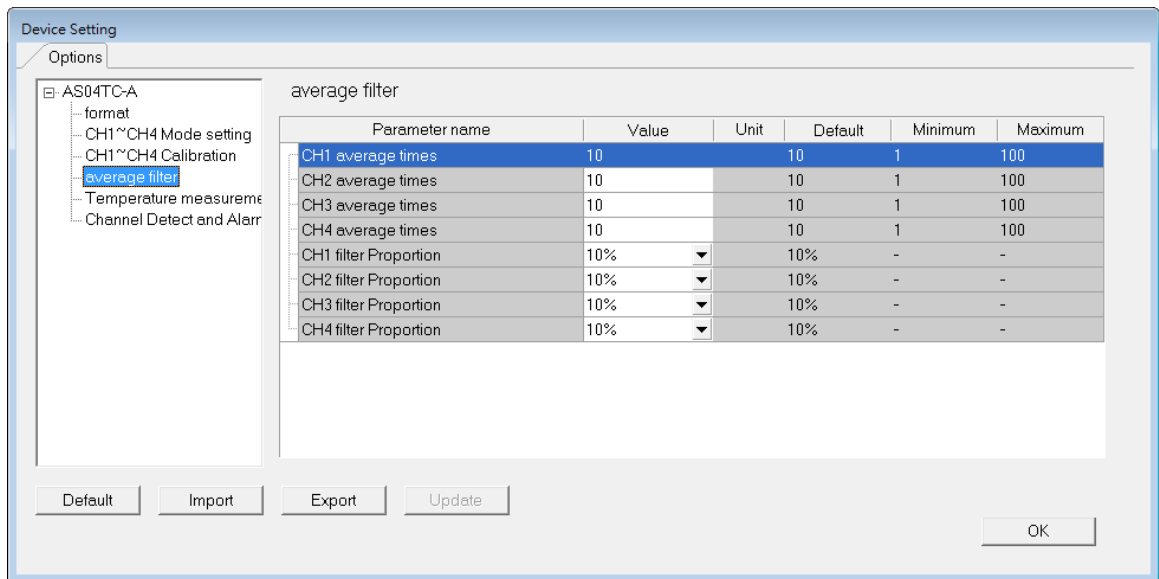 Device Setting
Options
AS04TC-A
format
CH1~CH4 Mode setting
CH1~CH4 Calibration
average filter
Temperature measureme
Channel Detect and Alarr
average filter
Parameter name Value Unit Default Minimum Maximum
CH1 average times 10 10 1 100
CH2 average times 10 10 1 100
CH3 average times 10 10 1 100
CH4 average times 10 10 1 100
CH1 filter Proportion 10% 10% - -
CH2 filter Proportion 10% 10% - -
CH3 filter Proportion 10% 10% - -
CH4 filter Proportion 10% 10% - -
Default Import Export Update
OK